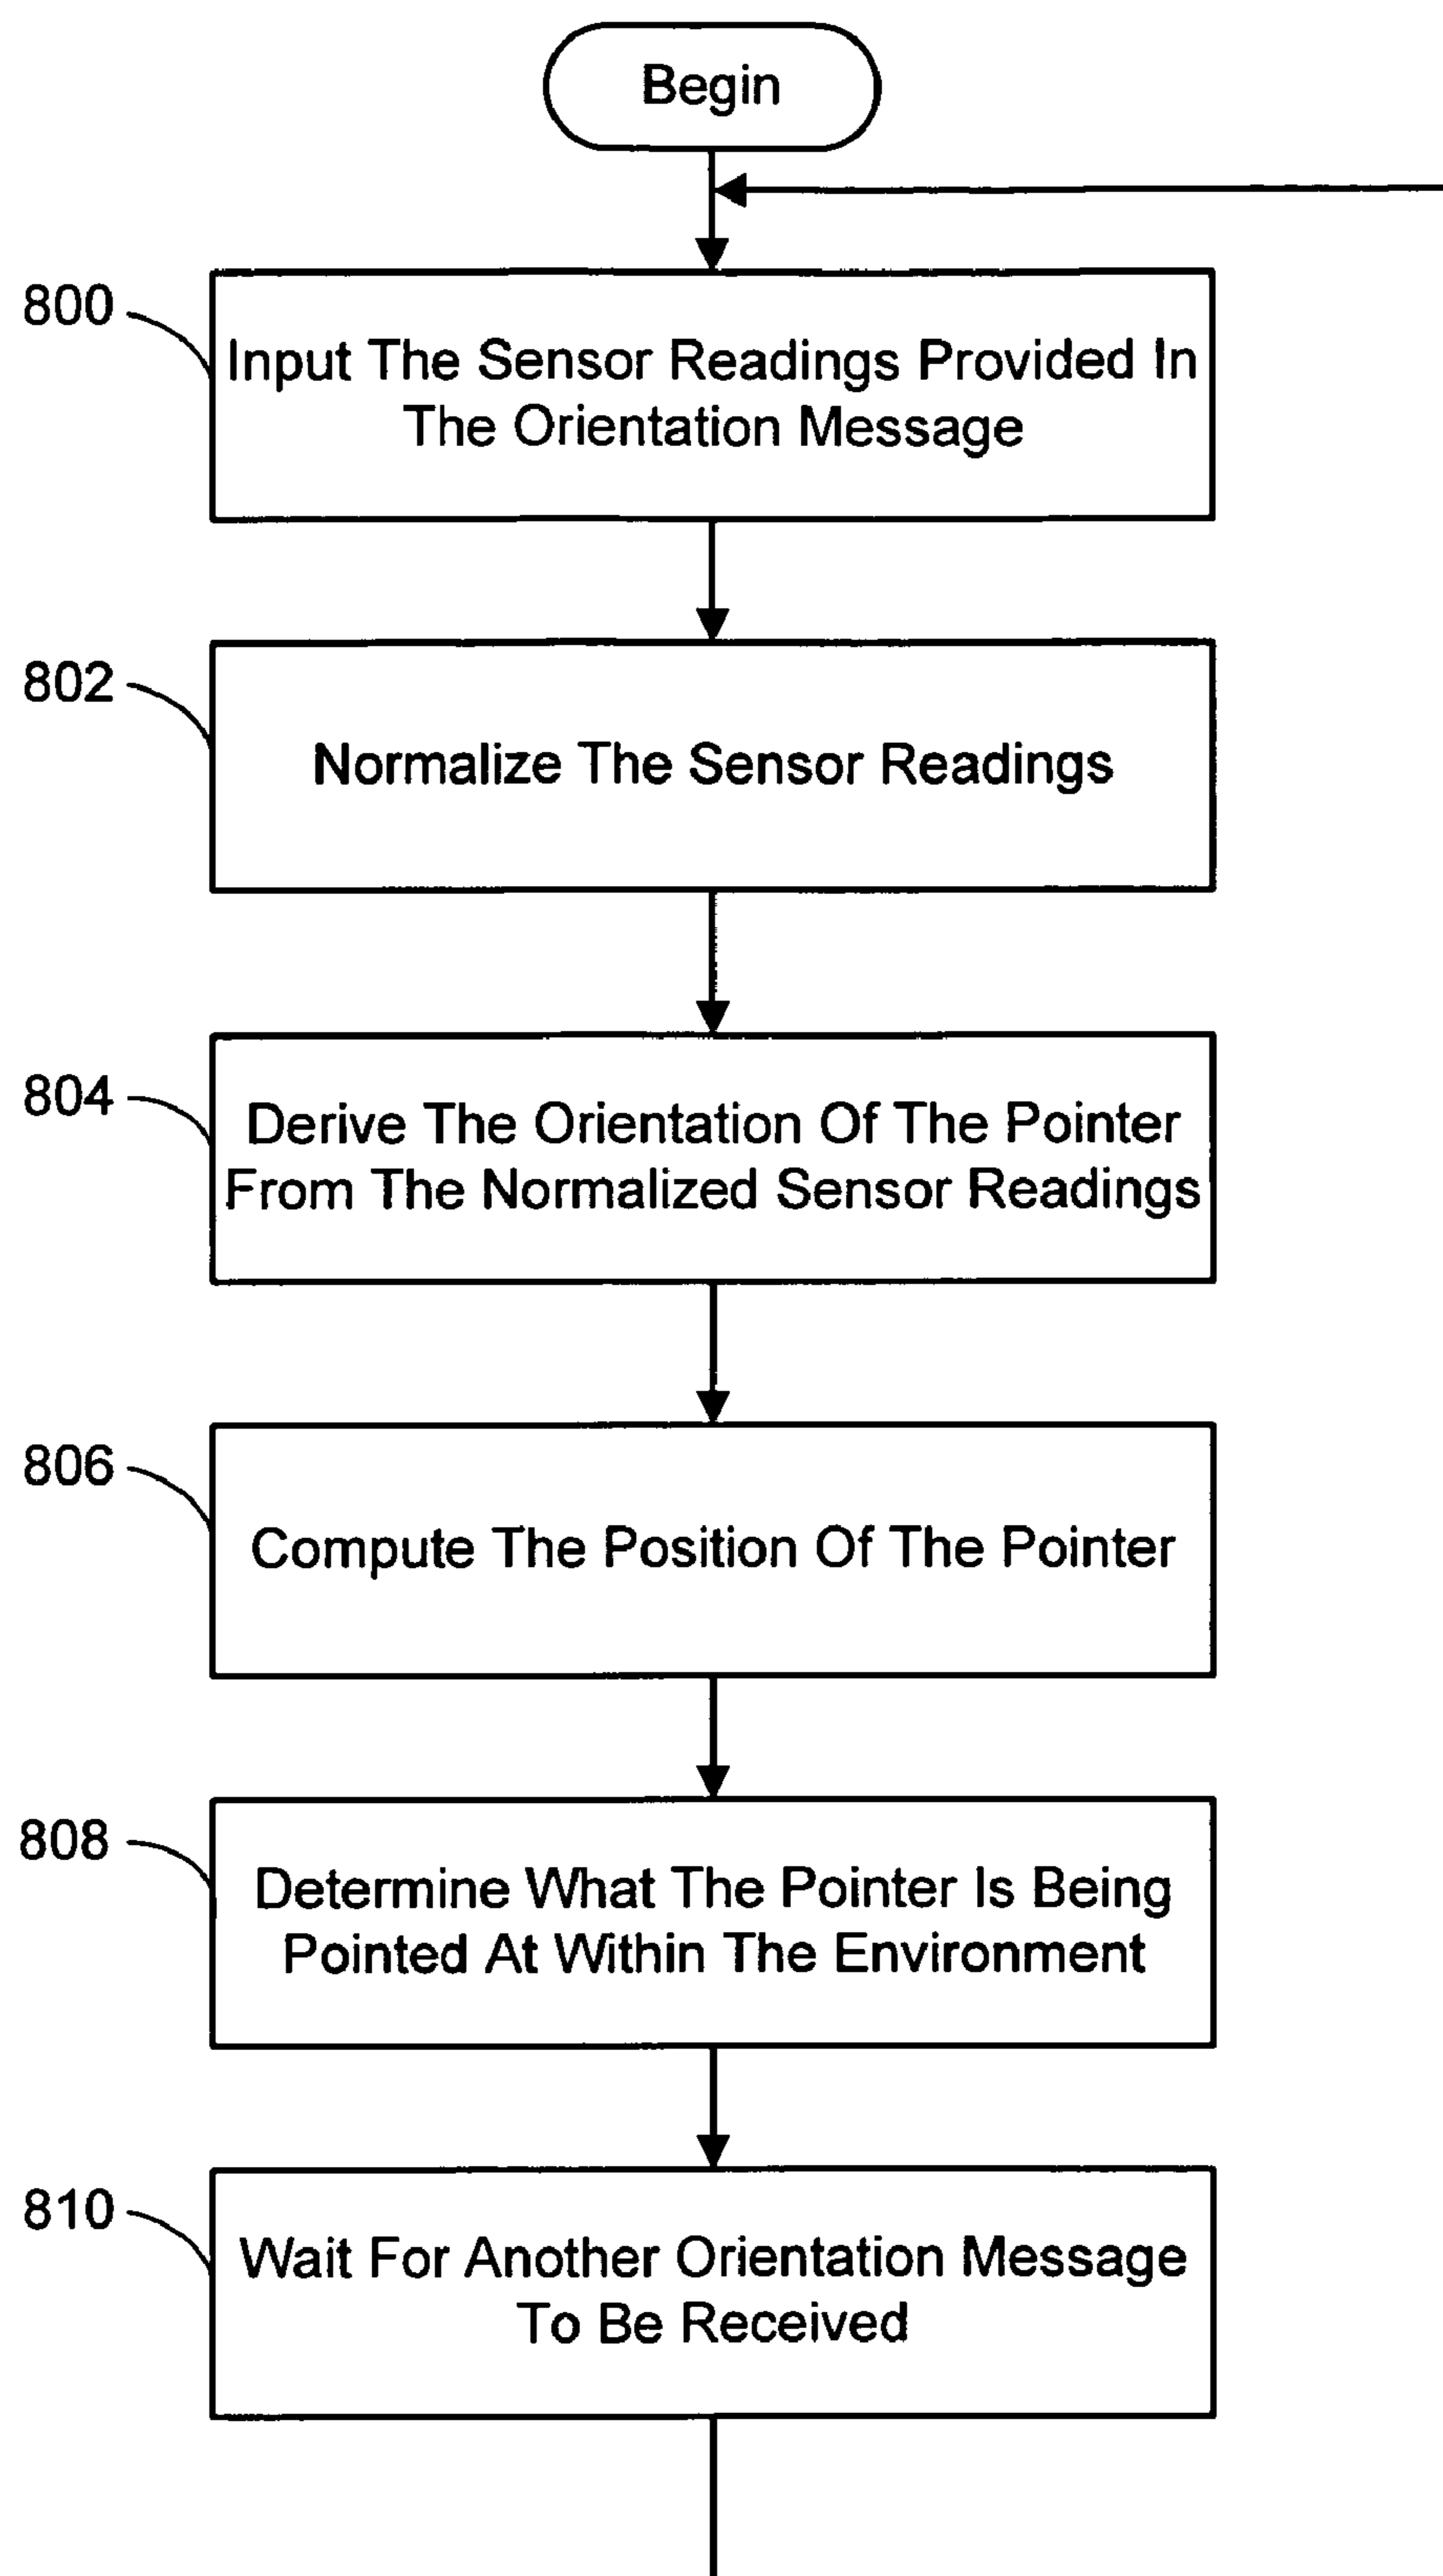 Begin
800
Input The Sensor Readings Provided In
The Orientation Message
802
Normalize The Sensor Readings
804
Derive The Orientation Of The Pointer
From The Normalized Sensor Readings
806
Compute The Position Of The Pointer
808
Determine What The Pointer Is Being
Pointed At Within The Environment
810
Wait For Another Orientation Message
To Be Received